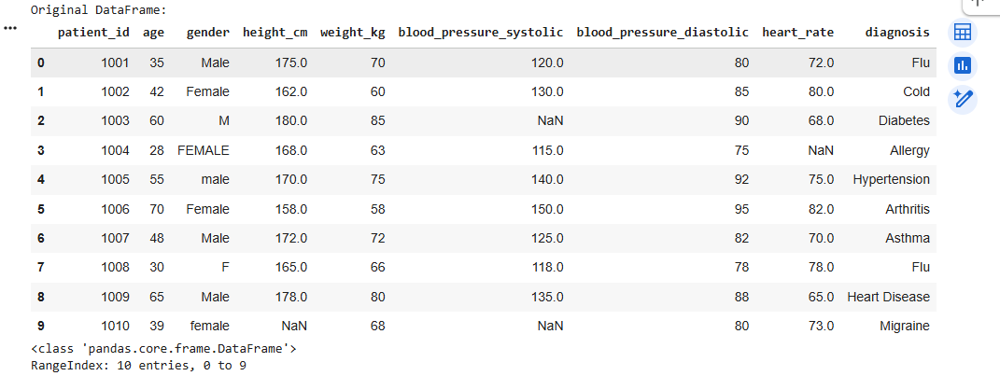 Original DataFrame:
patient_id age gender height_cm weight_kg blood_pressure_systolic blood_pressure_diastolic heart_rate diagnosis
0 1001 35 Male 175.0 70 120.0 80 72.0 Flu
1 1002 42 Female 162.0 60 130.0 85 80.0 Cold
2 1003 60 M 180.0 85 NaN 90 68.0 Diabetes
3 1004 28 FEMALE 168.0 63 115.0 75 NaN Allergy
4 1005 55 male 170.0 75 140.0 92 75.0 Hypertension
5 1006 70 Female 158.0 58 150.0 95 82.0 Arthritis
6 1007 48 Male 172.0 72 125.0 82 70.0 Asthma
7 1008 30 F 165.0 66 118.0 78 78.0 Flu
8 1009 65 Male 178.0 80 135.0 88 65.0 Heart Disease
9 1010 39 female NaN 68 NaN 80 73.0 Migraine
<class 'pandas.core.frame.DataFrame'>
RangeIndex: 10 entries, 0 to 9